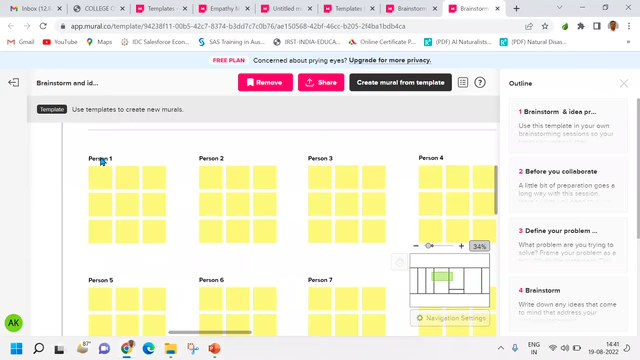 Inbox (12
COLLEGE C
Templates
Empathy M
Untitled m
Templates
Brainstorm
Brainstorm
app.mural.co/template/94238f11-00b5-42c7-8374-b3dd7c7c0b76/ae150568-42bf-46cc-b205-2f4ba1bdb4ca
Gmail
YouTube
Maps
IDC Software Econo...
SAS Training in Aus...
IRST-INDIA-EDUCA...
Online Certificate P...
(PDF) AI Naturalists...
(PDF) Natural Disas...
FREE PLAN Concerned about prying eyes? Upgrade for more privacy.
Brainstorm and id...
Remove
Share
Create mural from template
Outline
Template Use templates to create new murals.
1 Brainstorm & idea pr...
Use this template in your own
brainstorming sessions so your
Person 1
Person 2
Person 3
Person 4
2 Before you collaborate
A little bit of preparation goes a
long way with this session.
3 Define your problem ...
What problem are you trying to
solve? Frame your problem as a
34%
Person 5
Person 6
Person 7
4 Brainstorm
Write down any ideas that come
to mind that address your
Navigation Settings
AK
87°
ENG
IN
14:41
19-08-2022